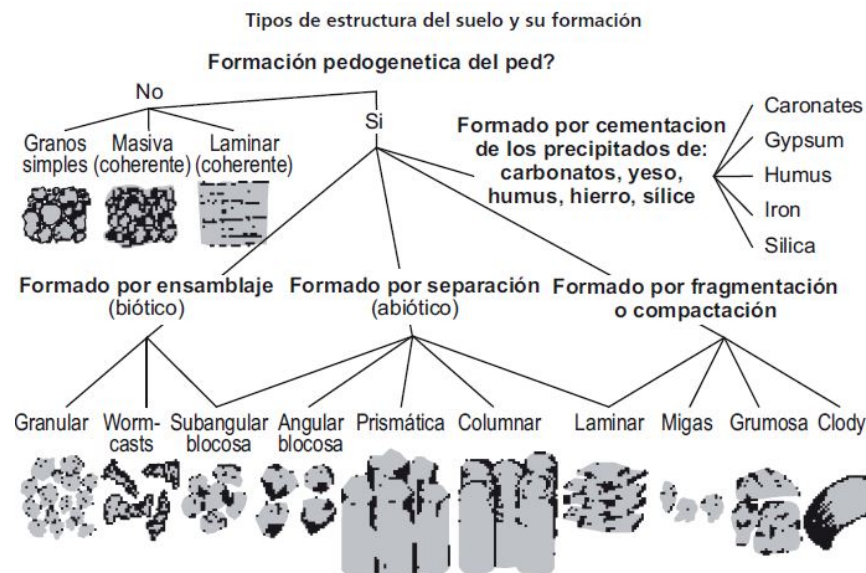 Tipos de estructura del suelo y su formación
Formación pedogenetica del ped?
No
Si
Granos
simples
Masiva
(coherente)
Laminar
(coherente)
Formado por cementacion
de los precipitados de:
carbonatos, yeso,
humus, hierro, sílice
Caronates
Gypsum
Humus
Iron
Silica
Formado por ensamblaje
(biótico)
Formado por separación
(abiótico)
Formado por fragmentación
o compactación
Granular
Worm-
casts
Subangular
blocosa
Angular
blocosa
Prismática
Columnar
Laminar
Migas
Grumosa
Clody